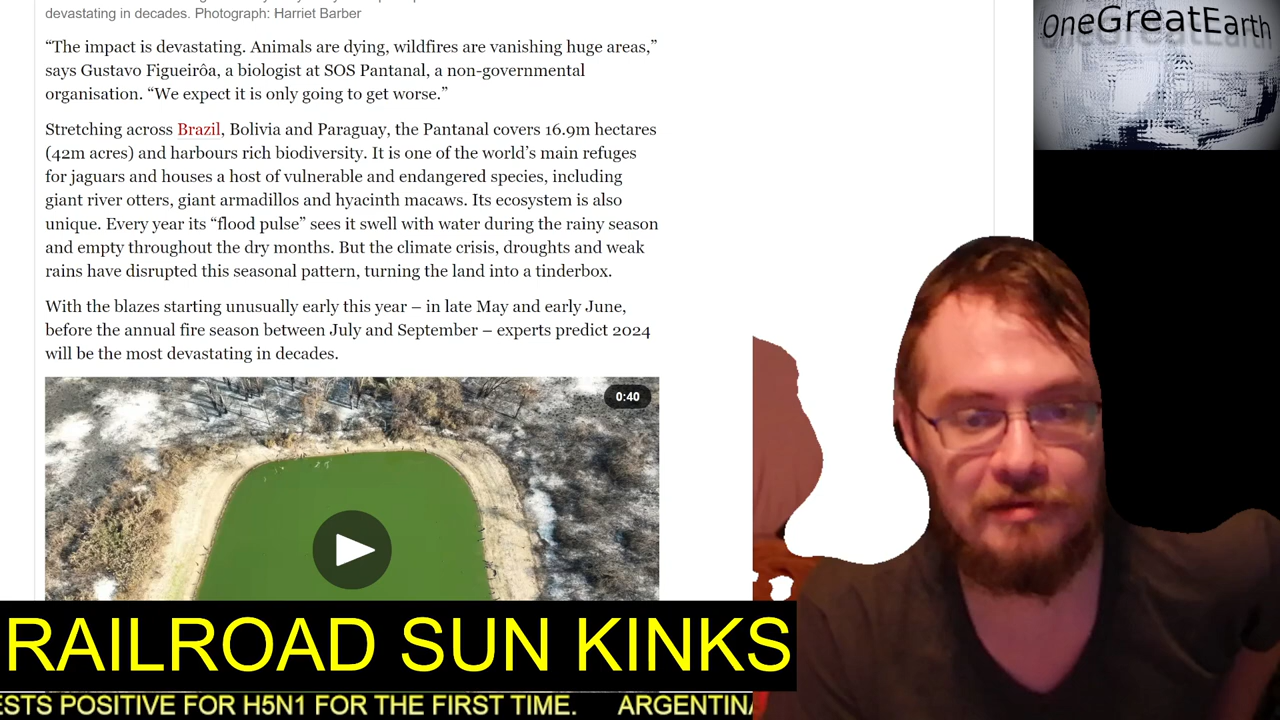 devastating in decades. Photograph: Harriet Barber
“The impact is devastating. Animals are dying, wildfires are vanishing huge areas,”
says Gustavo Figueirôa, a biologist at SOS Pantanal, a non-governmental
organisation. “We expect it is only going to get worse.”
Stretching across Brazil, Bolivia and Paraguay, the Pantanal covers 16.9m hectares
(42m acres) and harbours rich biodiversity. It is one of the world’s main refuges
for jaguars and houses a host of vulnerable and endangered species, including
giant river otters, giant armadillos and hyacinth macaws. Its ecosystem is also
unique. Every year its “flood pulse” sees it swell with water during the rainy season
and empty throughout the dry months. But the climate crisis, droughts and weak
rains have disrupted this seasonal pattern, turning the land into a tinderbox.
With the blazes starting unusually early this year – in late May and early June,
before the annual fire season between July and September – experts predict 2024
will be the most devastating in decades.
0:40
OneGreatEarth
RAILROAD SUN KINKS
ESTS POSITIVE FOR H5N1 FOR THE FIRST TIME. ARGENTINA